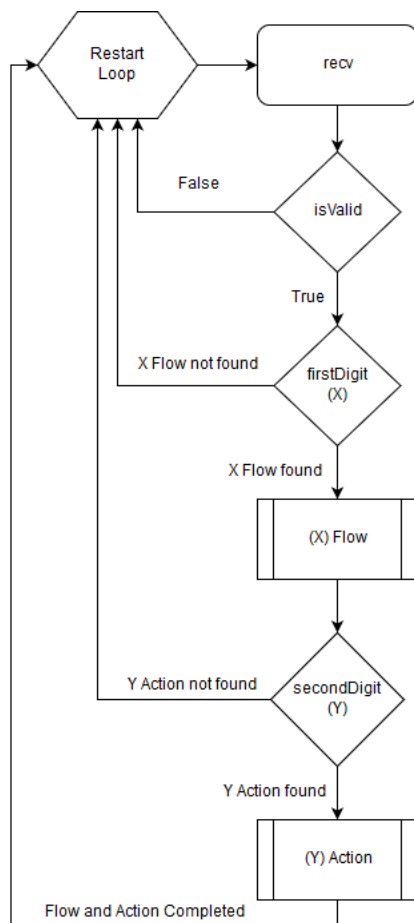 Restart
Loop
recv
False
isValid
True
X Flow not found
firstDigit
(X)
X Flow found
(X) Flow
Y Action not found
secondDigit
(Y)
Y Action found
(Y) Action
Flow and Action Completed